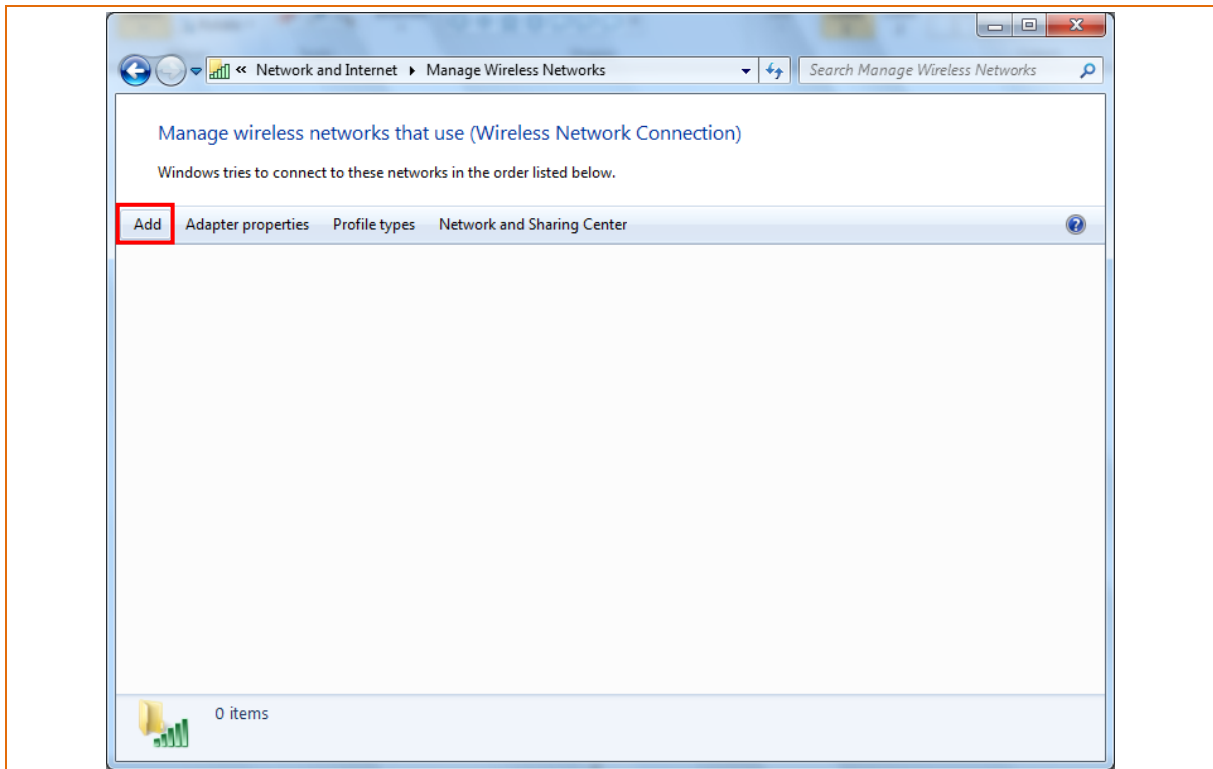 « Network and Internet ▸ Manage Wireless Networks
Search Manage Wireless Networks
Manage wireless networks that use (Wireless Network Connection)
Windows tries to connect to these networks in the order listed below.
Add Adapter properties Profile types Network and Sharing Center
0 items